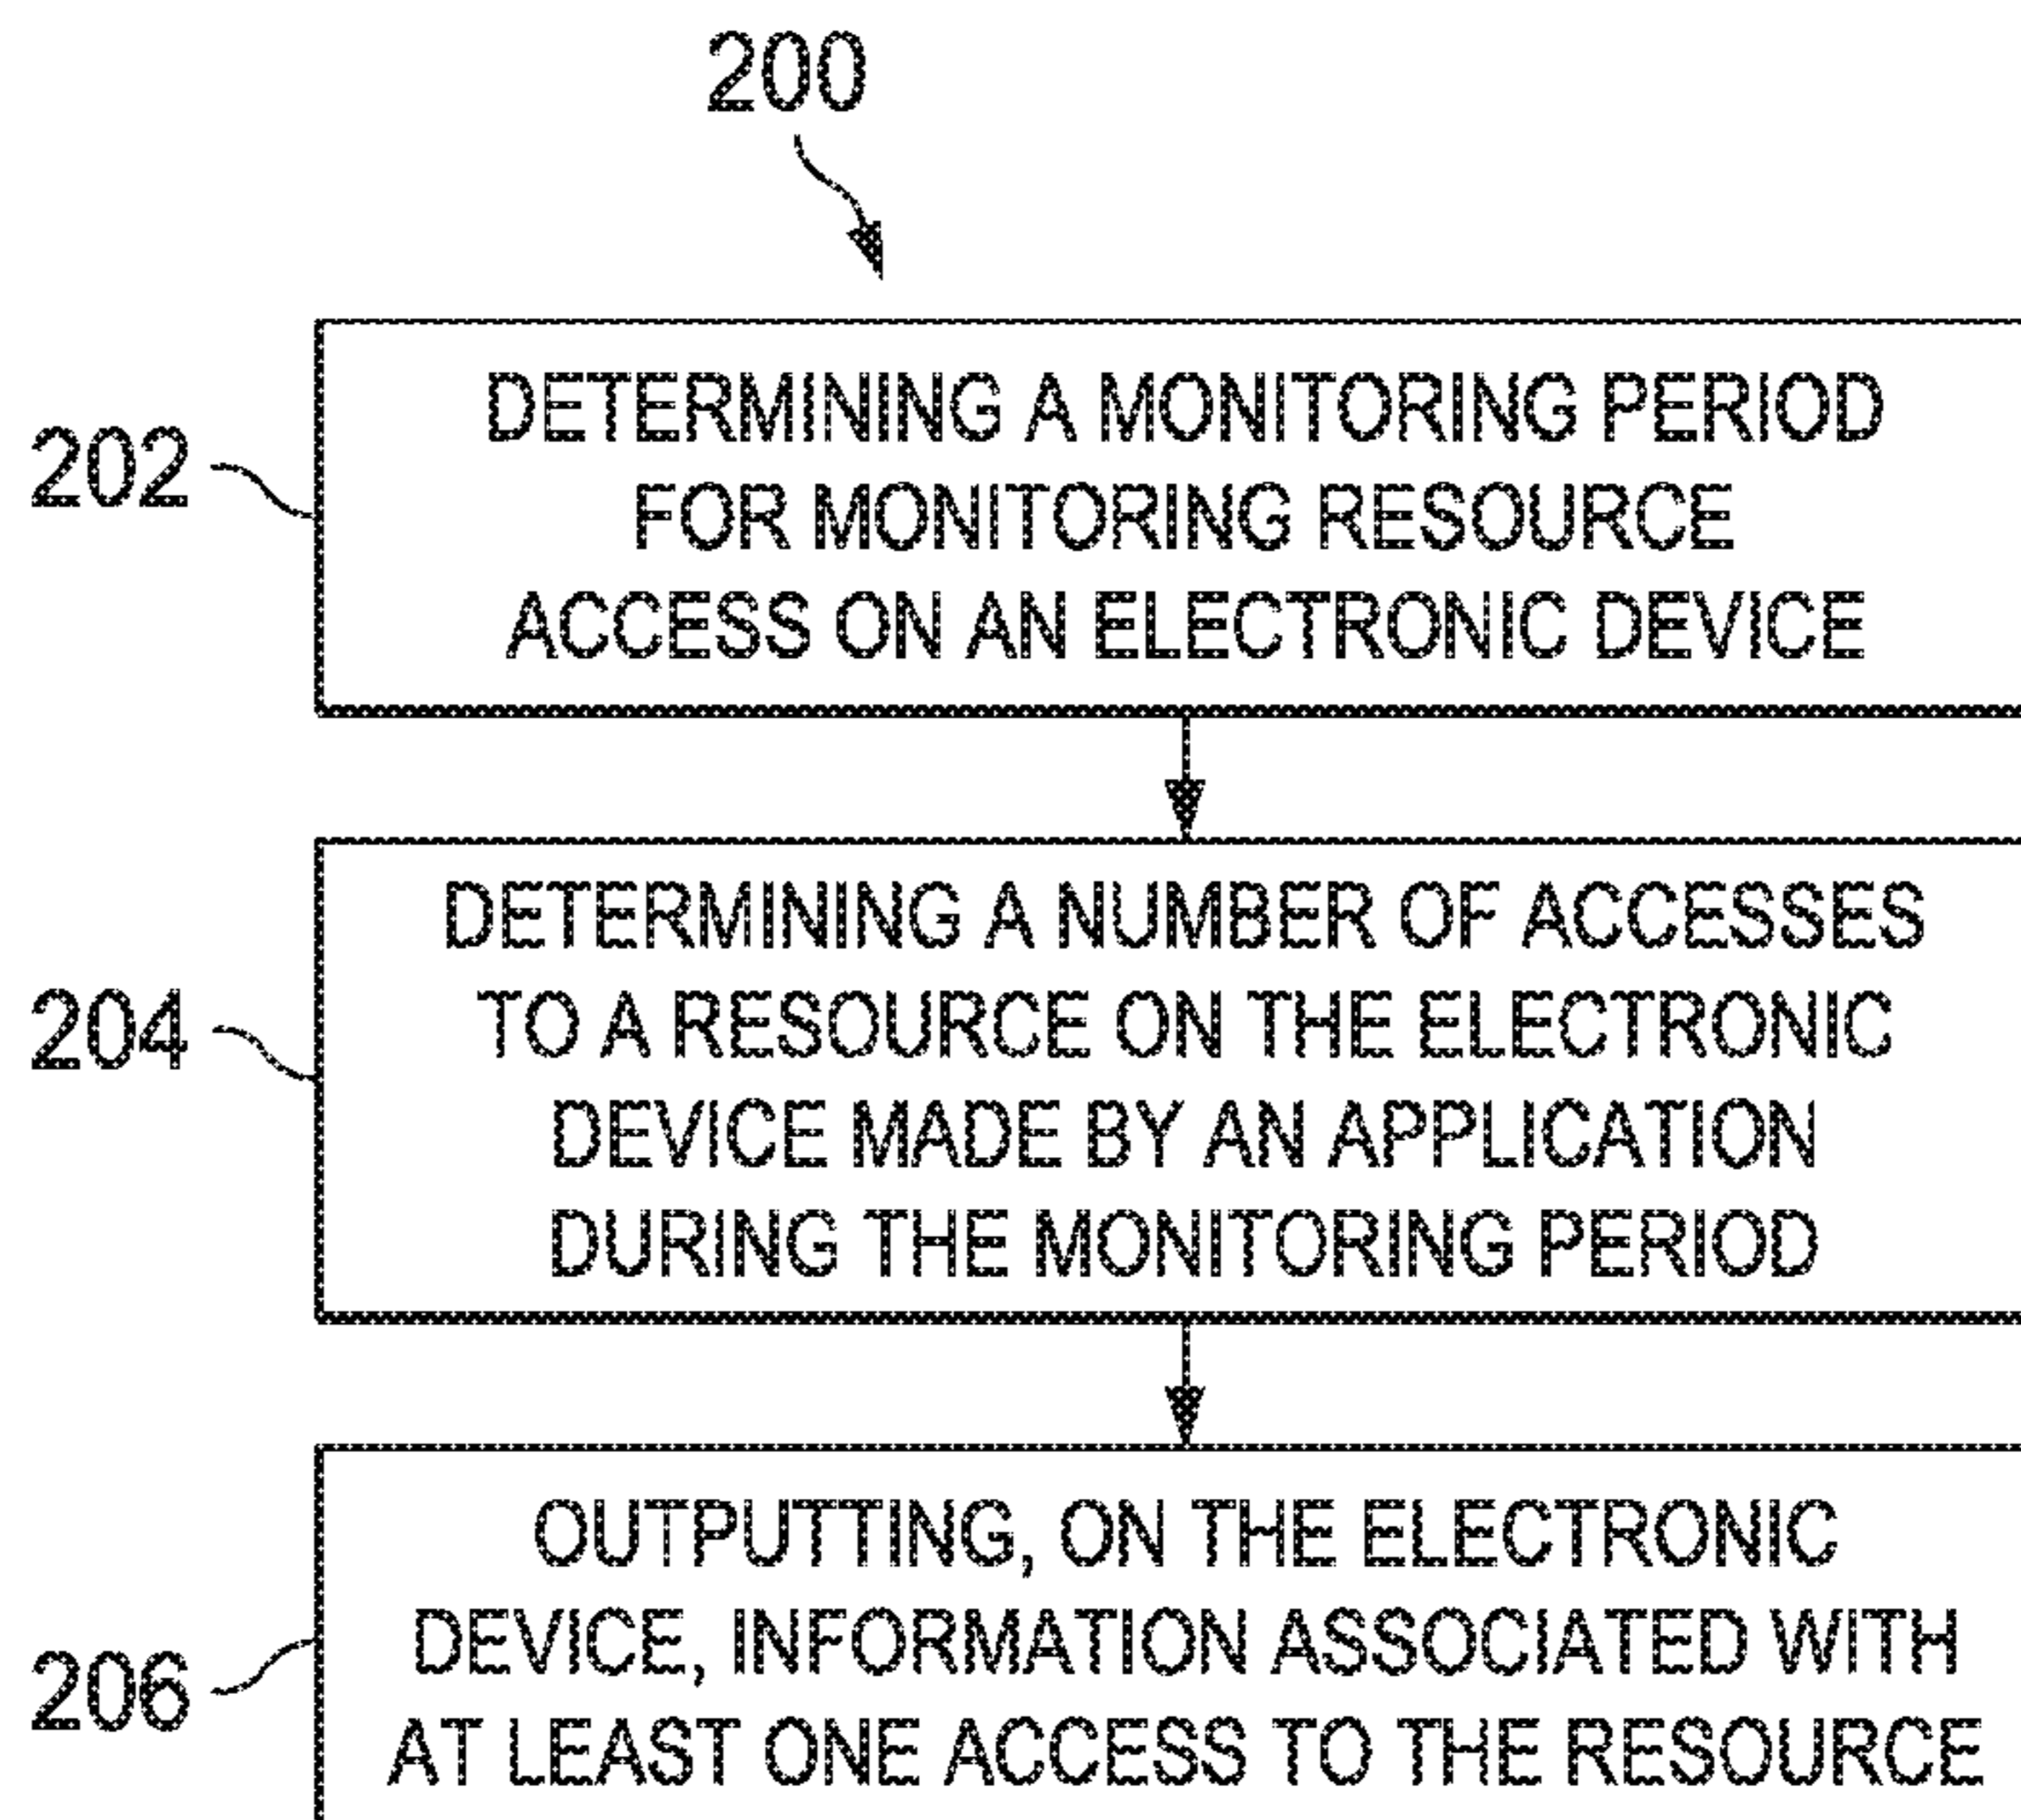 200
202
DETERMINING A MONITORING PERIOD
FOR MONITORING RESOURCE
ACCESS ON AN ELECTRONIC DEVICE
204
DETERMINING A NUMBER OF ACCESSES
TO A RESOURCE ON THE ELECTRONIC
DEVICE MADE BY AN APPLICATION
DURING THE MONITORING PERIOD
206
OUTPUTTING, ON THE ELECTRONIC
DEVICE, INFORMATION ASSOCIATED WITH
AT LEAST ONE ACCESS TO THE RESOURCE